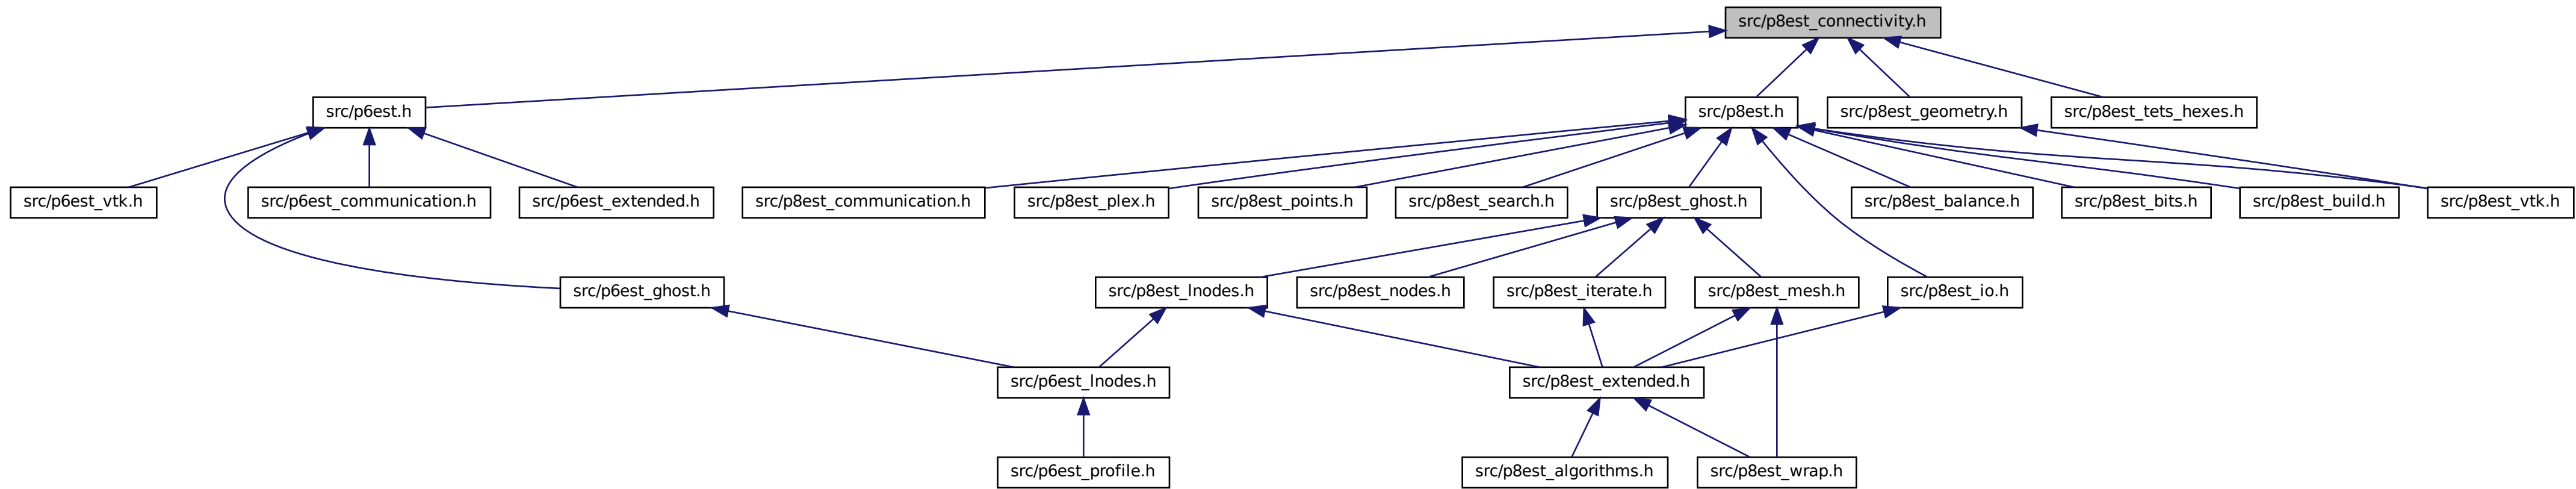 src/p8est_connectivity.h
src/p6est.h
src/p8est.h
src/p8est_geometry.h
src/p8est_tets_hexes.h
src/p6est_vtk.h
src/p6est_communication.h
src/p6est_extended.h
src/p8est_communication.h
src/p8est_plex.h
src/p8est_points.h
src/p8est_search.h
src/p8est_ghost.h
src/p8est_balance.h
src/p8est_bits.h
src/p8est_build.h
src/p8est_vtk.h
src/p6est_ghost.h
src/p8est_lnodes.h
src/p8est_nodes.h
src/p8est_iterate.h
src/p8est_mesh.h
src/p8est_io.h
src/p6est_lnodes.h
src/p8est_extended.h
src/p6est_profile.h
src/p8est_algorithms.h
src/p8est_wrap.h